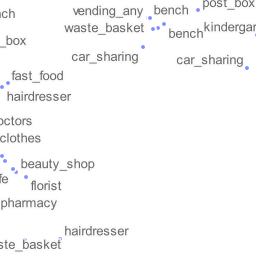 ch
vending_any
bench
post_box
waste_basket
bench
kindergar
_box
car_sharing
car_sharing
fast_food
hairdresser
octors
clothes
beauty_shop
fe
florist
pharmacy
hairdresser
ste_basket